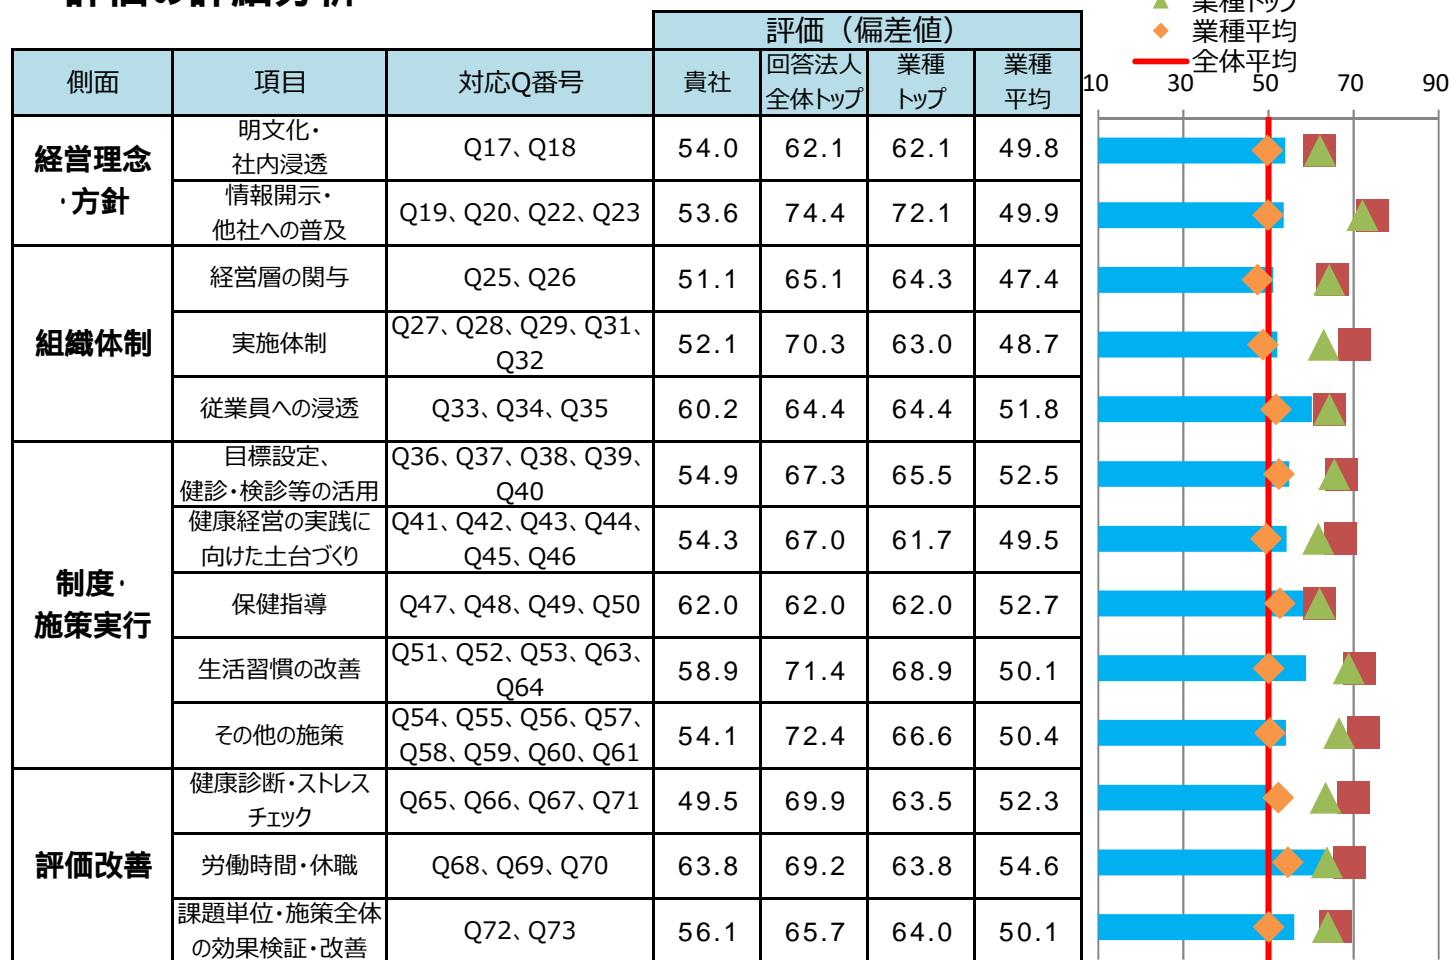 評価の詳細分析
業種トップ
業種平均
全体平均
評価（偏差値）
側面 項目 対応Q番号 貴社 回答法人 業種 業種
全体トップ トップ 平均
10 30 50 70 90
経営理念
・方針
明文化・
社内浸透
Q17、Q18 54.0 62.1 62.1 49.8
情報開示・
他社への普及
Q19、Q20、Q22、Q23 53.6 74.4 72.1 49.9
組織体制
経営層の関与 Q25、Q26 51.1 65.1 64.3 47.4
実施体制
Q27、Q28、Q29、Q31、
Q32
52.1 70.3 63.0 48.7
従業員への浸透 Q33、Q34、Q35 60.2 64.4 64.4 51.8
制度・
施策実行
目標設定、
健診・検診等の活用
Q36、Q37、Q38、Q39、
Q40
54.9 67.3 65.5 52.5
健康経営の実践に
向けた土台づくり
Q41、Q42、Q43、Q44、
Q45、Q46
54.3 67.0 61.7 49.5
保健指導 Q47、Q48、Q49、Q50 62.0 62.0 62.0 52.7
生活習慣の改善
Q51、Q52、Q53、Q63、
Q64
58.9 71.4 68.9 50.1
その他の施策
Q54、Q55、Q56、Q57、
Q58、Q59、Q60、Q61
54.1 72.4 66.6 50.4
評価改善
健康診断・ストレス
チェック
Q65、Q66、Q67、Q71 49.5 69.9 63.5 52.3
労働時間・休職 Q68、Q69、Q70 63.8 69.2 63.8 54.6
課題単位・施策全体
の効果検証・改善
Q72、Q73 56.1 65.7 64.0 50.1